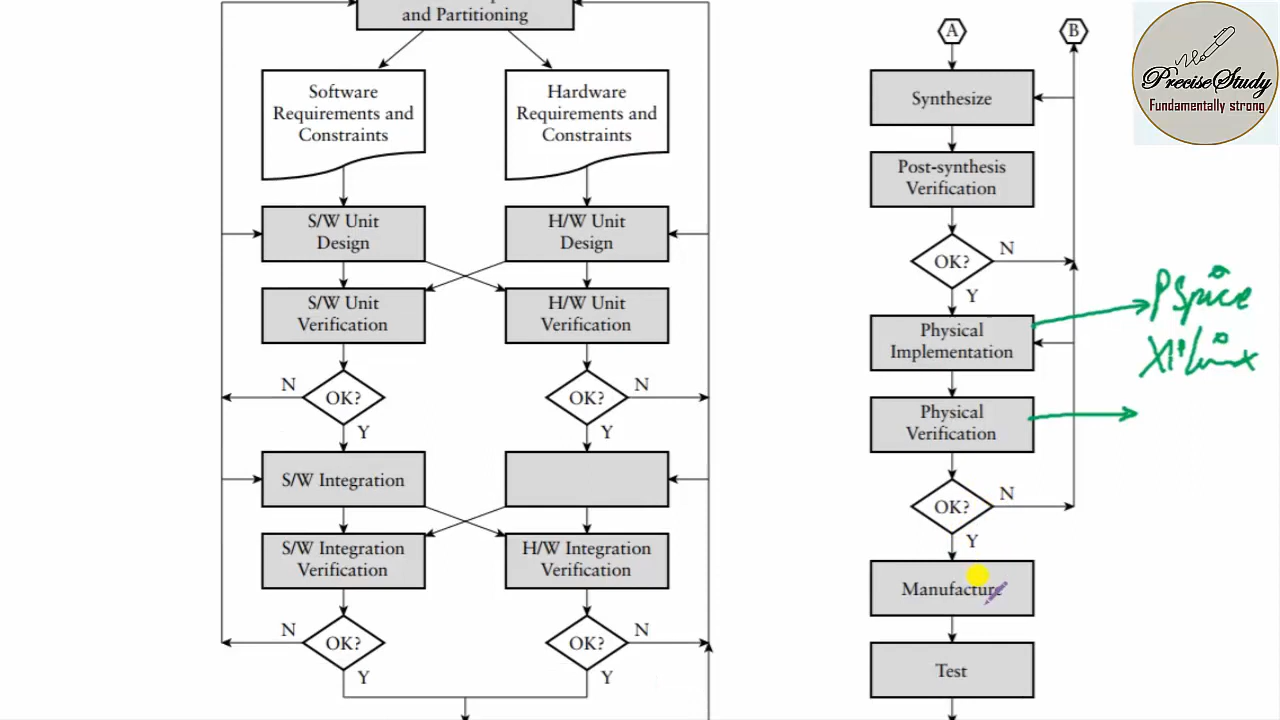 and Partitioning
Software
Requirements and
Constraints
Hardware
Requirements and
Constraints
S/W Unit
Design
H/W Unit
Design
S/W Unit
Verification
H/W Unit
Verification
N
OK?
Y
OK?
N
Y
S/W Integration
S/W Integration
Verification
H/W Integration
Verification
N
OK?
Y
OK?
N
Y
A
B
Synthesize
Post-synthesis
Verification
OK?
N
Y
Physical
Implementation
Physical
Verification
OK?
N
Y
Manufacture
Test
PSpice
Xilinx
PreciseStudy
Fundamentally strong